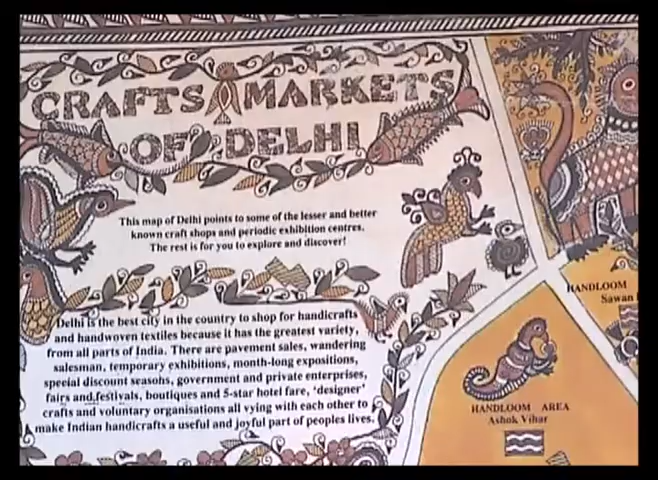 CRAFTS MARKETS
OF DELHI
This map of Delhi points to some of the lesser and better
known craft shops and periodic exhibition centres.
The rest is for you to explore and discover!
Delhi is the best city in the country to shop for handicrafts
and handwoven textiles because it has the greatest variety,
from all parts of India. There are pavement sales, wandering
salesman, temporary exhibitions, month-long expositions,
special discount seasons, government and private enterprises,
fairs and festivals, boutiques and 5-star hotel fare, 'designer'
crafts and voluntary organisations all vying with each other to
make Indian handicrafts a useful and joyful part of peoples lives.
HANDLOOM
Sawan
HANDLOOM AREA
Ashok Vihar